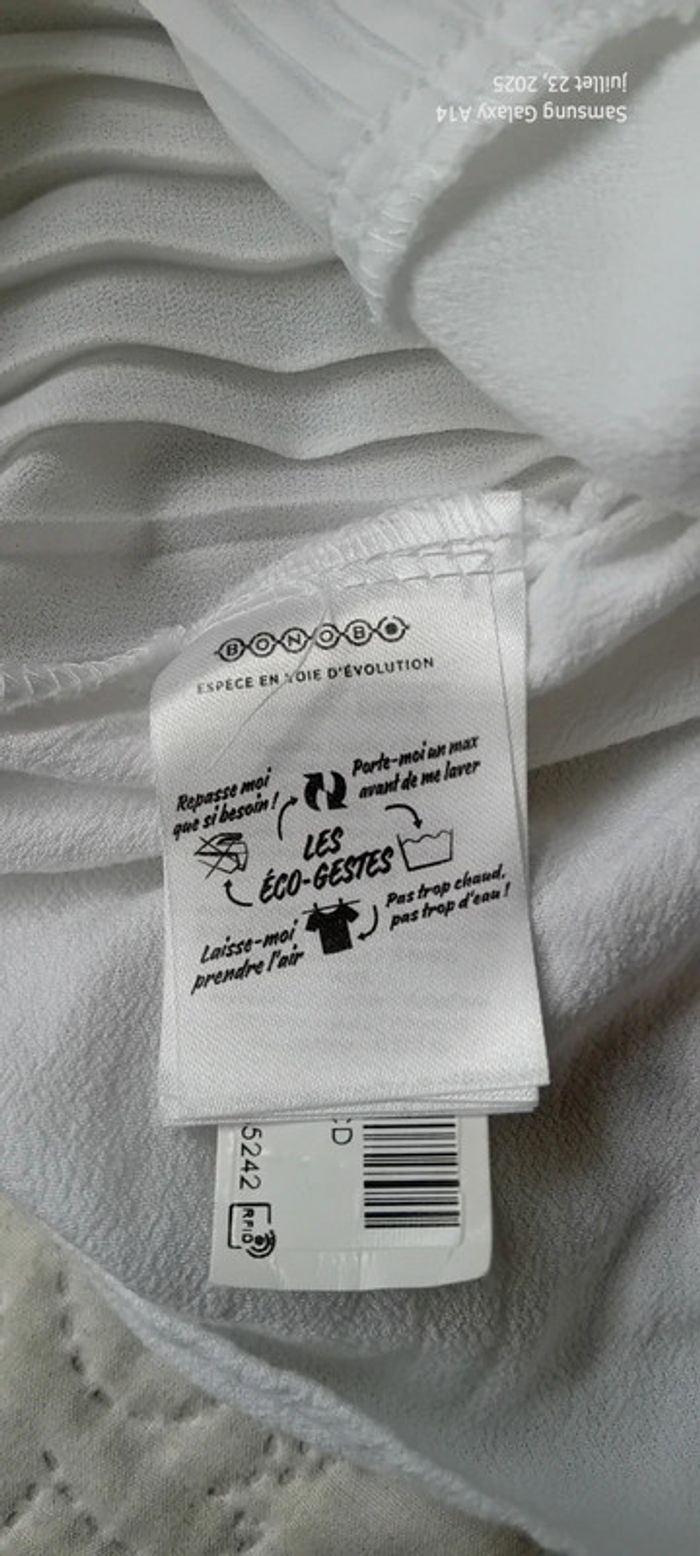 Samsung Galaxy A14
juillet 23, 2025
BONOBO
ESPÈCE EN VOIE D'ÉVOLUTION
Repasse moi
que si besoin !
Porte-moi un max
avant de me laver
LES
ÉCO-GESTES
Pas trop chaud,
pas trop d'eau !
Laisse-moi
prendre l'air
5242
CD
RFID